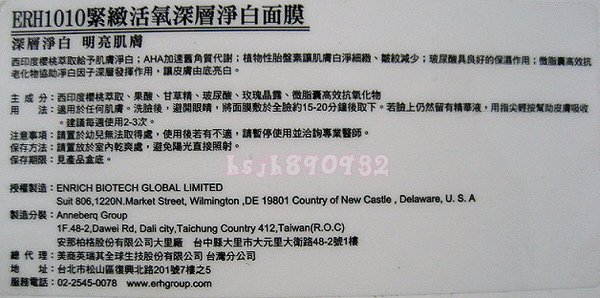 ERH1010緊緻活氧深層淨白面膜
深層淨白 明亮肌膚
西印度櫻桃萃取給予肌膚淨白；AHA加速舊角質代謝；植物性胎盤素讓肌膚白淨細緻、皺紋減少；玻尿酸具良好的保濕作用；微脂囊高效抗
老化物協助淨白因子深層發揮作用，讓皮膚由底亮白。
主 成 分：西印度櫻桃萃取、果酸、甘草精、玻尿酸、玫瑰晶露、微脂囊高效抗氧化物
用　　法：適用於任何肌膚。洗臉後，避開眼睛，將面膜敷於全臉約15-20分鐘後取下。若臉上仍然留有精華液，用指尖輕按幫助皮膚吸收
。建議每週使用2-3次。
注意事項：請置於幼兒無法取得處，使用後若有不適，請暫停使用並洽詢專業醫師。
保存方法：請置放於室內乾爽處，避免陽光直接照射。
保存期限：見產品盒底。
hsjh890932
授權製造：ENRICH BIOTECH GLOBAL LIMITED
Suit 806,1220N.Market Street, Wilmington ,DE 19801 Country of New Castle , Delaware, U. S. A
製造分裝：Anneberq Group
1F.48-2,Dawei Rd, Dali city,Taichung Country 412,Taiwan(R.O.C)
安那柏格股份有限公司大里廠　台中縣大里市大元里大衛路48-2號1樓
總 代 理：美商英瑞其全球生技股份有限公司 台灣分公司
地　　址：台北市松山區復興北路201號7樓之5
服務電話：02-2545-0078　www.erhgroup.com